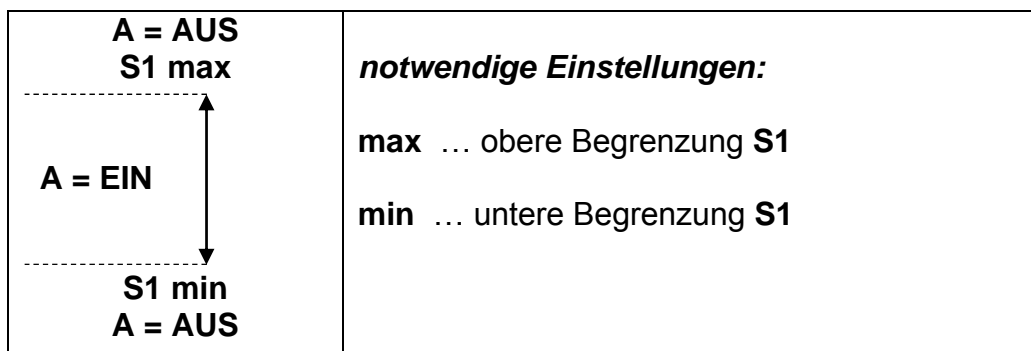 A = AUS
S1 max
A = EIN
S1 min
A = AUS
notwendige Einstellungen:
max … obere Begrenzung S1
min … untere Begrenzung S1